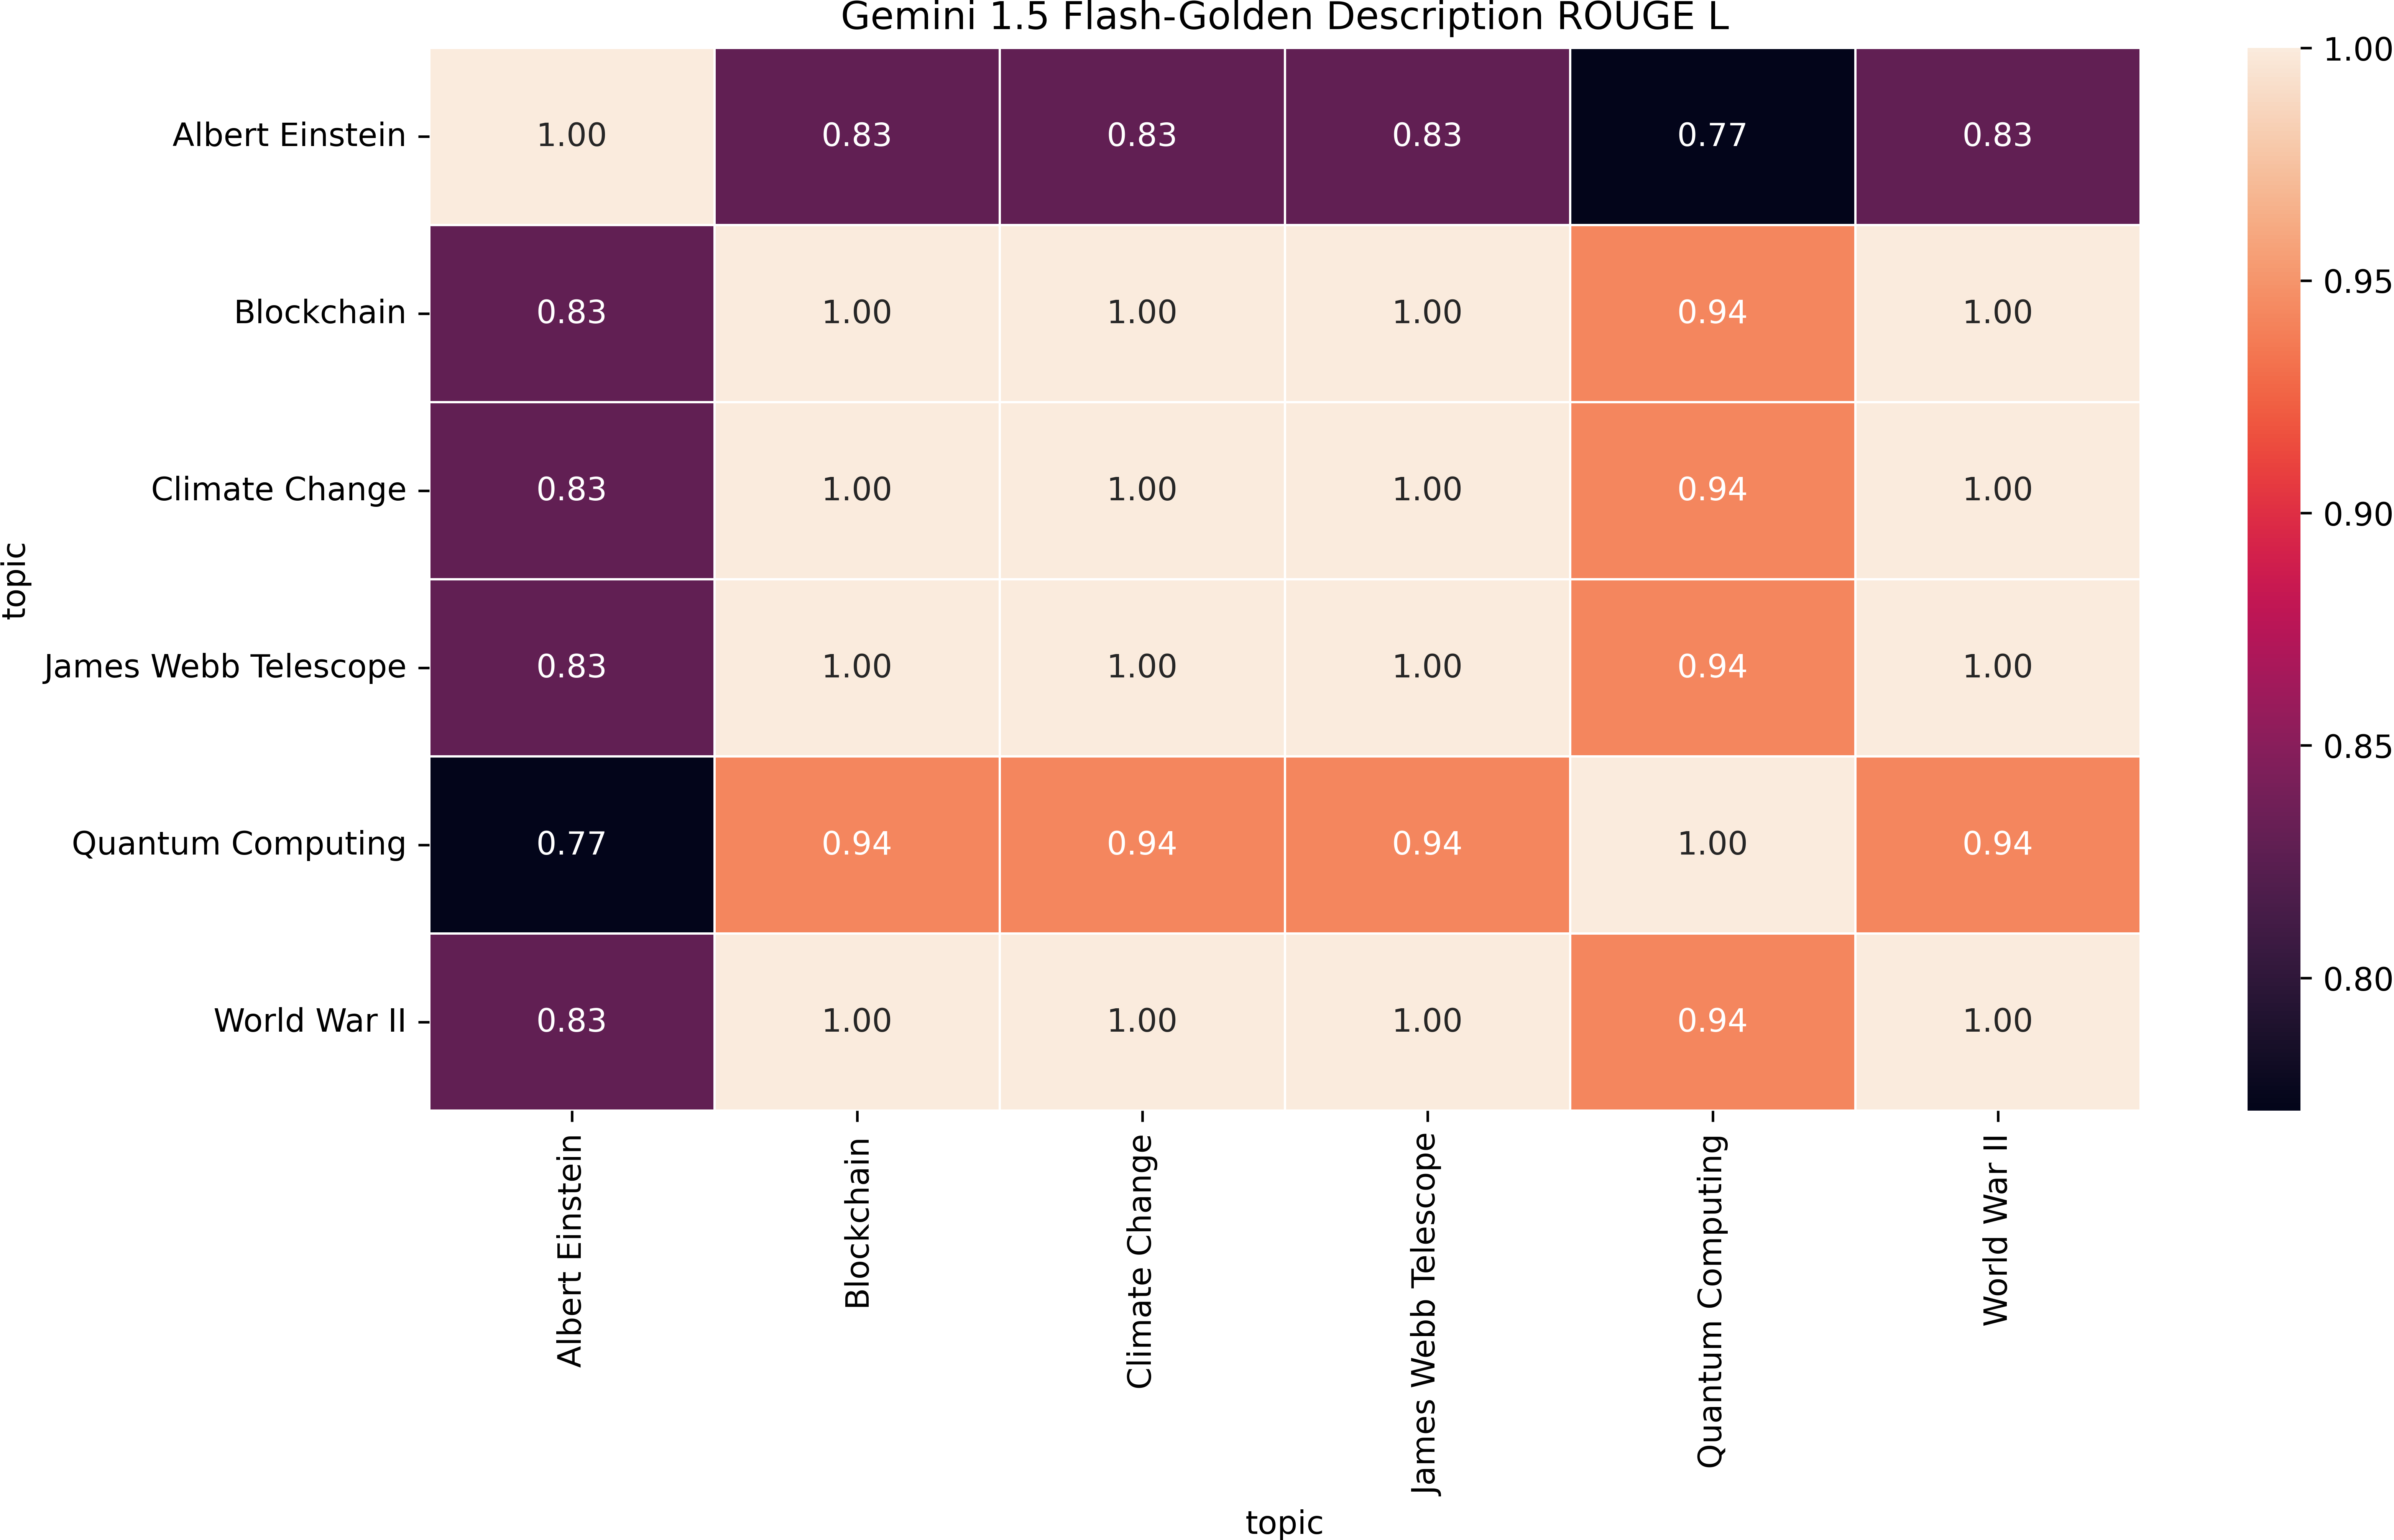 Gemini 1.5 Flash-Golden Description ROUGE L
topic
Albert Einstein 1.00 0.83 0.83 0.83 0.77 0.83
Blockchain 0.83 1.00 1.00 1.00 0.94 1.00
Climate Change 0.83 1.00 1.00 1.00 0.94 1.00
James Webb Telescope 0.83 1.00 1.00 1.00 0.94 1.00
Quantum Computing 0.77 0.94 0.94 0.94 1.00 0.94
World War II 0.83 1.00 1.00 1.00 0.94 1.00
Albert Einstein
Blockchain
Climate Change
James Webb Telescope
Quantum Computing
World War II
topic
1.00
0.95
0.90
0.85
0.80